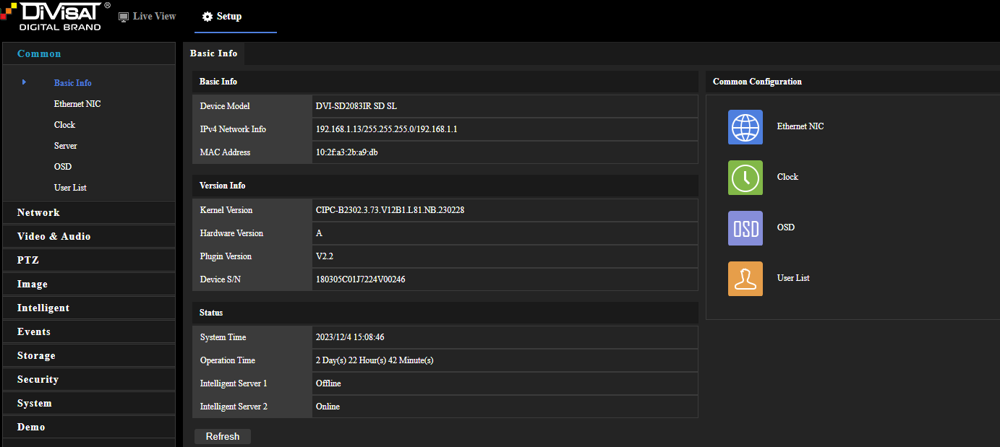 DiViSAT®
DIGITAL BRAND
Live View
Setup
Common
Basic Info
Ethernet NIC
Clock
Server
OSD
User List
Network
Video & Audio
PTZ
Image
Intelligent
Events
Storage
Security
System
Demo
Basic Info
Basic Info
Device Model DVI-SD2083IR SD SL
IPv4 Network Info 192.168.1.13/255.255.255.0/192.168.1.1
MAC Address 10:2f:a3:2b:a9:db
Version Info
Kernel Version CIPC-B2302.3.73.V12B1.L81.NB.230228
Hardware Version A
Plugin Version V2.2
Device S/N 180305C01J7224V00246
Status
System Time 2023/12/4 15:08:46
Operation Time 2 Day(s) 22 Hour(s) 42 Minute(s)
Intelligent Server 1 Offline
Intelligent Server 2 Online
Refresh
Common Configuration
Ethernet NIC
Clock
OSD OSD
User List